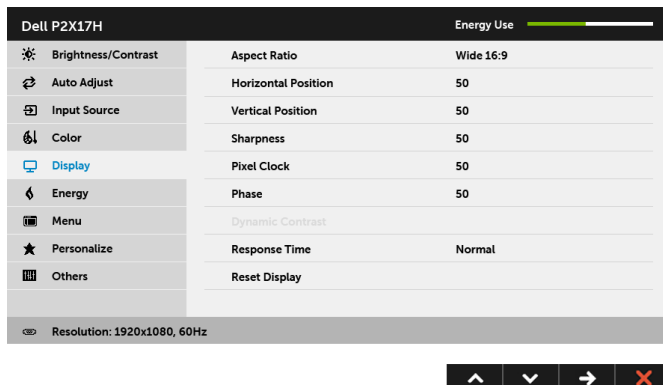 Dell P2X17H Energy Use
Brightness/Contrast Aspect Ratio Wide 16:9
Auto Adjust Horizontal Position 50
Input Source Vertical Position 50
Color Sharpness 50
Display Pixel Clock 50
Energy Phase 50
Menu Dynamic Contrast
Personalize Response Time Normal
Others Reset Display
Resolution: 1920x1080, 60Hz